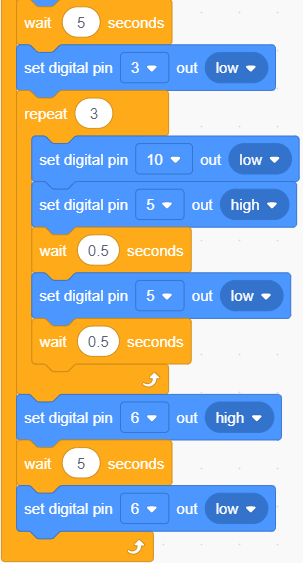 wait 5 seconds
set digital pin 3 out low
repeat 3
set digital pin 10 out low
set digital pin 5 out high
wait 0.5 seconds
set digital pin 5 out low
wait 0.5 seconds
set digital pin 6 out high
wait 5 seconds
set digital pin 6 out low